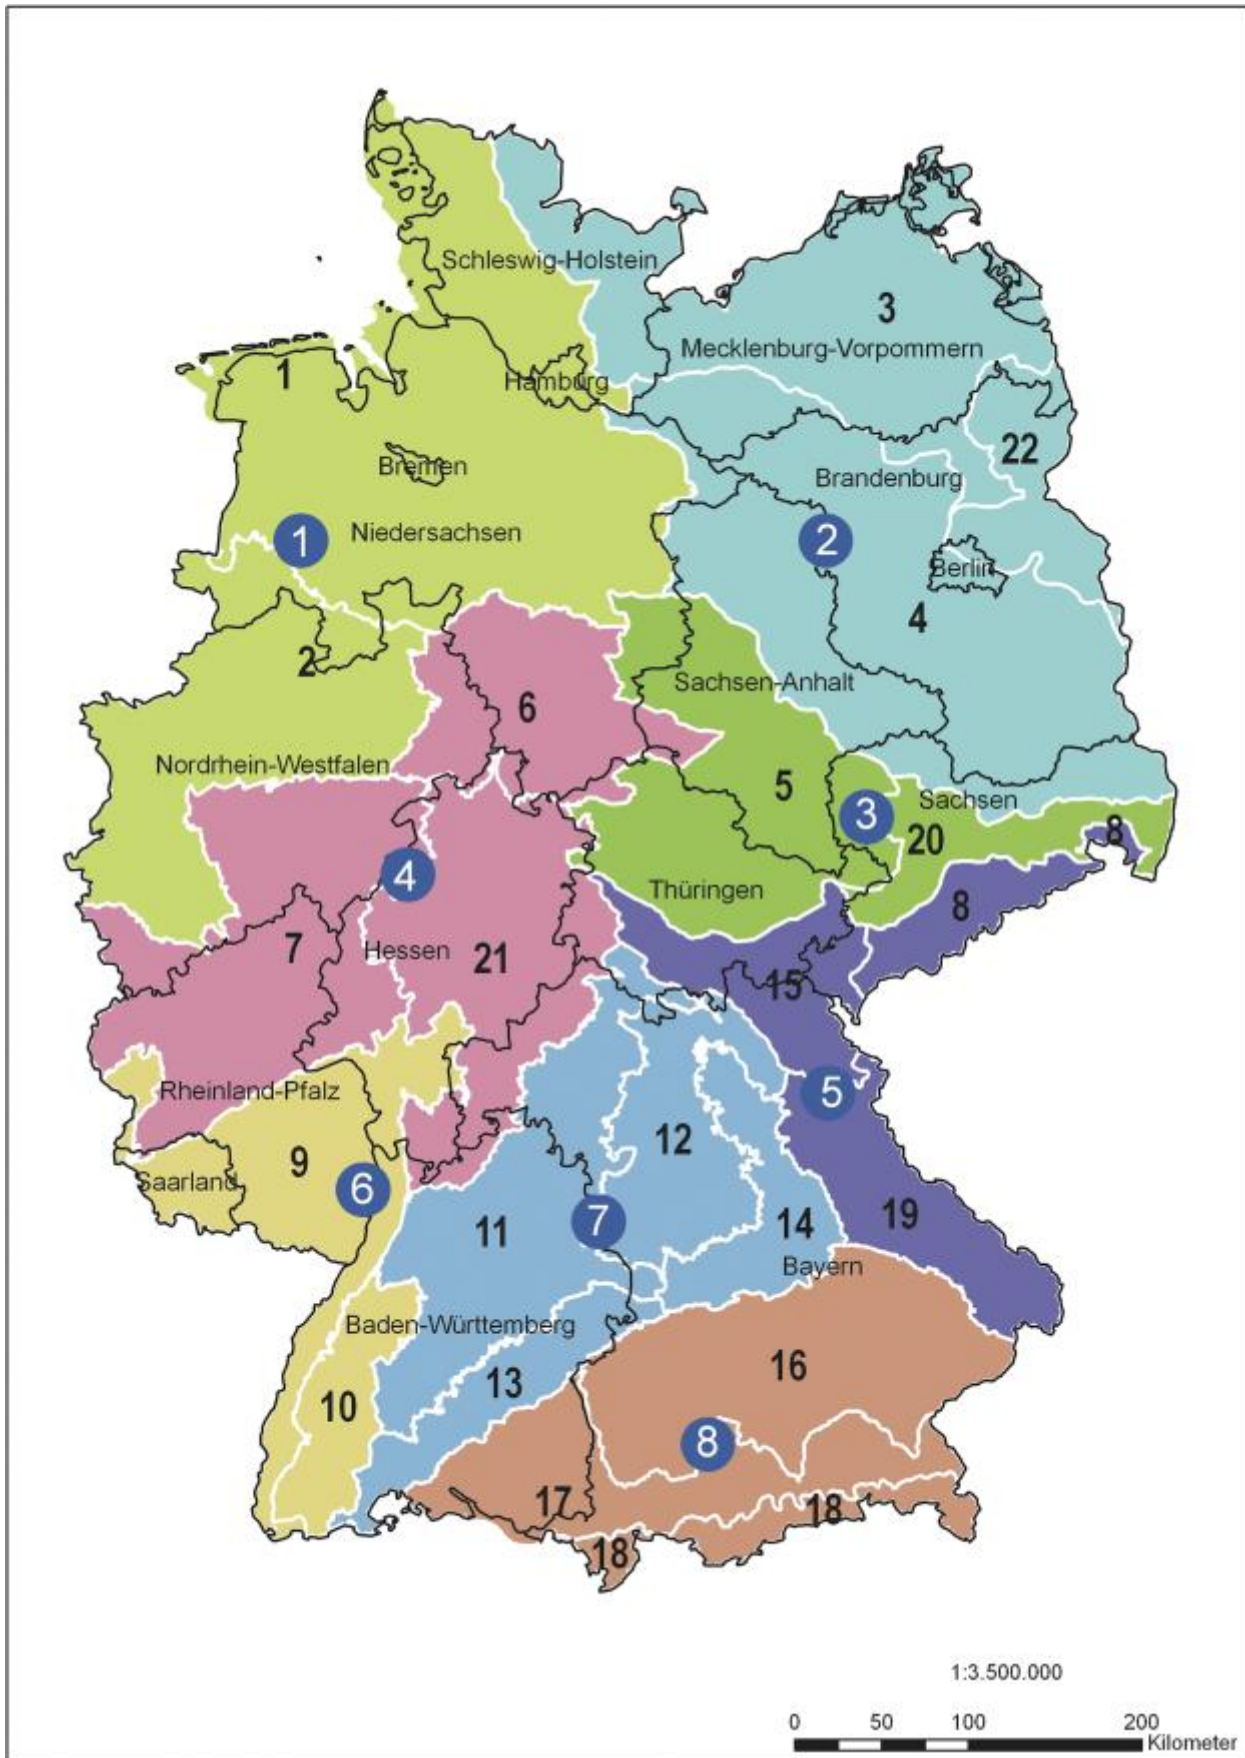 Schleswig-Holstein
3
Mecklenburg-Vorpommern
1
Hamburg
22
Bremen
Brandenburg
1
Niedersachsen
2
Berlin
4
2
Sachsen-Anhalt
6
Nordrhein-Westfalen
5
Sachsen
3
20
8
4
Thüringen
8
7
Hessen
21
15
Rheinland-Pfalz
5
12
9
Saarland
6
7
11
14
19
Bayern
Baden-Württemberg
16
13
10
8
17
18
18
1:3.500.000
0 50 100 200
Kilometer